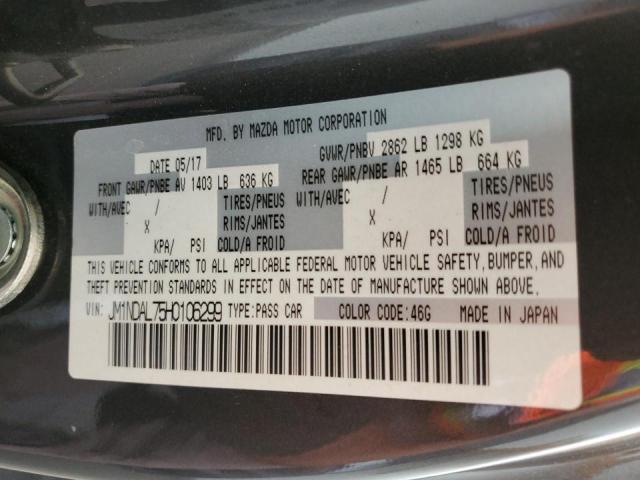 MFD. BY MAZDA MOTOR CORPORATION
DATE 05/17 GVWR/PNBV 2862 LB 1298 KG
FRONT GAWR/PNBE AV 1403 LB 636 KG REAR GAWR/PNBE AR 1465 LB 664 KG
WITH/AVEC / TIRES/PNEUS WITH/AVEC / TIRES/PNEUS
X RIMS/JANTES X RIMS/JANTES
KPA/ PSI COLD/A FROID KPA/ PSI COLD/A FROID
THIS VEHICLE CONFORMS TO ALL APPLICABLE FEDERAL MOTOR VEHICLE SAFETY, BUMPER, AND
THEFT PREVENTION STANDARDS IN EFFECT ON THE DATE OF MANUFACTURE SHOWN ABOVE.
VIN: JM1NDAL75H0106299 TYPE:PASS CAR COLOR CODE:46G MADE IN JAPAN